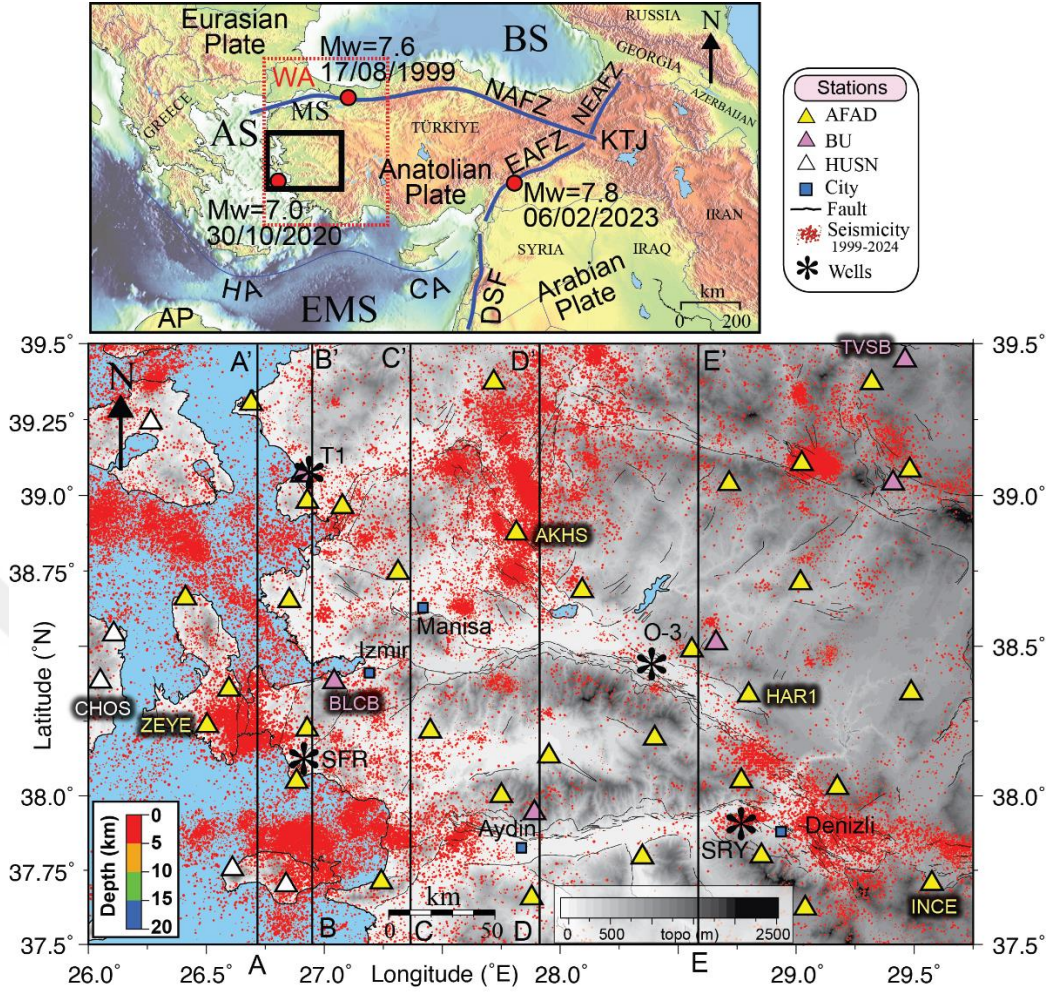 Eurasian
Plate
Mw=7.6
17/08/1999
BS
RUSSIA
N
GEORGIA
AZERBAIJAN
WA
MS
NAFZ
NEAFZ
GREECE
AS
TÜRKİYE
KTJ
EAFZ
Anatolian
Plate
Mw=7.8
06/02/2023
IRAN
Mw=7.0
30/10/2020
SYRIA
IRAQ
HA
CA
EMS
DSF
Arabian
Plate
AP
km
0 200
Stations
AFAD
BU
HUSN
City
Fault
Seismicity
1999-2024
Wells
39.5˚
39.25˚
39.0˚
38.75˚
38.5˚
38.25˚
38.0˚
37.75˚
37.5˚
Latitude (˚N)
N
A'
B'
C'
D'
E'
TVSB
T1
AKHS
Manisa
Izmir
O-3
CHOS
ZEYE
BLCB
HAR1
SFR
Aydin
SRY
Denizli
INCE
Depth (km)
0
5
10
15
20
km
0 50
0 500 topo (m) 2500
A
B
C
D
E
39.5˚
39.25˚
39.0˚
38.75˚
38.5˚
38.25˚
38.0˚
37.75˚
37.5˚
26.0˚ 26.5˚ 27.0˚ Longitude (˚E) 28.0˚ 28.5˚ 29.0˚ 29.5˚